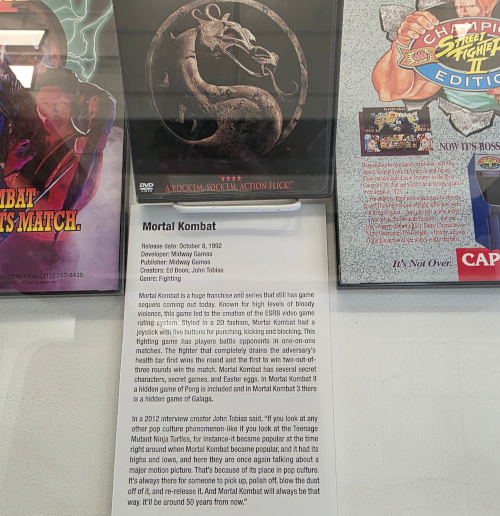 MBAT
TS MATCH.
DVD
★★★★
"A ROCK'EM, SOCK'EM, ACTION FLICK!"
CHAMPION
STREET
FIGHTER
II
EDITION
NOW IT'S BOSS
It's Not Over.
CAP
Mortal Kombat
Release date: October 8, 1992
Developer: Midway Games
Publisher: Midway Games
Creators: Ed Boon, John Tobias
Genre: Fighting
Mortal Kombat is a huge franchise and series that still has game
sequels coming out today. Known for high levels of bloody
violence, this game led to the creation of the ESRB video game
rating system. Styled in a 2D fashion, Mortal Kombat had a
joystick with five buttons for punching, kicking and blocking. This
fighting game has players battle opponents in one-on-one
matches. The fighter that completely drains the adversary's
health bar first wins the round and the first to win two-out-of-
three rounds win the match. Mortal Kombat has several secret
characters, secret games, and Easter eggs. In Mortal Kombat II
a hidden game of Pong is included and in Mortal Kombat 3 there
is a hidden game of Galaga.
In a 2012 interview creator John Tobias said, "If you look at any
other pop culture phenomenon-like if you look at the Teenage
Mutant Ninja Turtles, for instance-it became popular at the time
right around when Mortal Kombat became popular, and it had its
highs and lows, and here they are once again talking about a
major motion picture. That's because of its place in pop culture.
It's always there for someone to pick up, polish off, blow the dust
off of it, and re-release it. And Mortal Kombat will always be that
way. It'll be around 50 years from now."